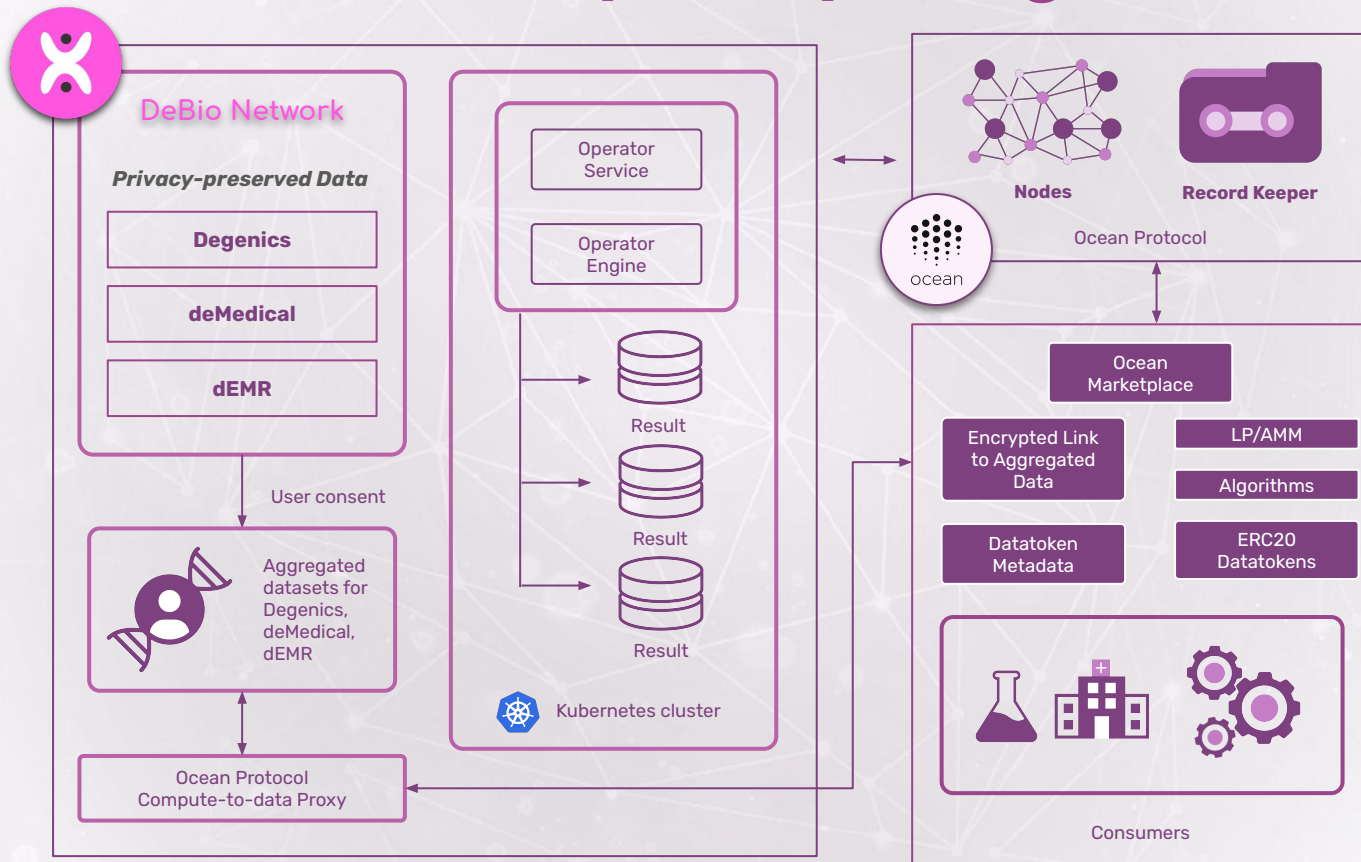 DeBio Network
Privacy-preserved Data
Degenics
deMedical
dEMR
User consent
Aggregated
datasets for
Degenics,
deMedical,
dEMR
Ocean Protocol
Compute-to-data Proxy
Operator
Service
Operator
Engine
Result
Result
Result
Kubernetes cluster
Nodes
Record Keeper
Ocean Protocol
ocean
Ocean
Marketplace
Encrypted Link
to Aggregated
Data
LP/AMM
Algorithms
Datatoken
Metadata
ERC20
Datatokens
Consumers